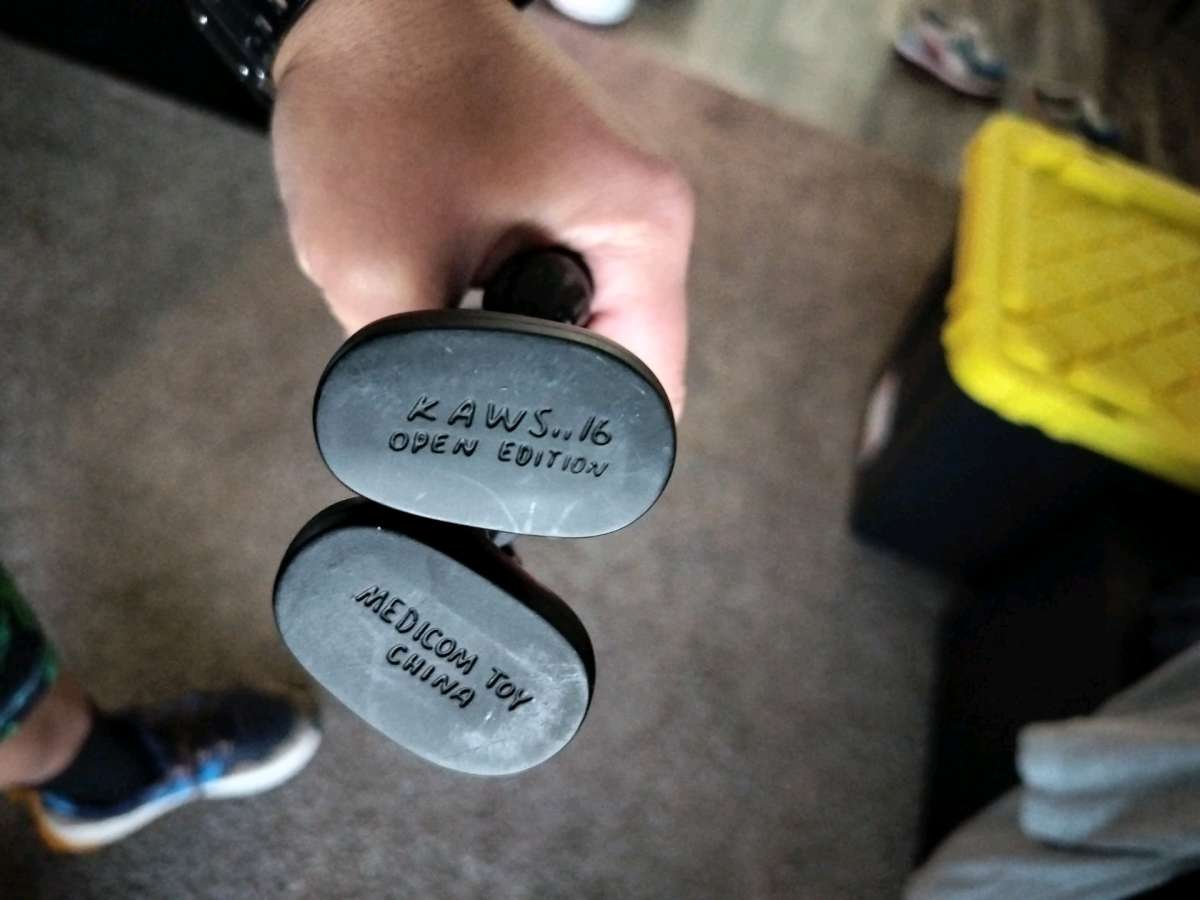 KAWS..16
OPEN EDITION
MEDICOM TOY
CHINA